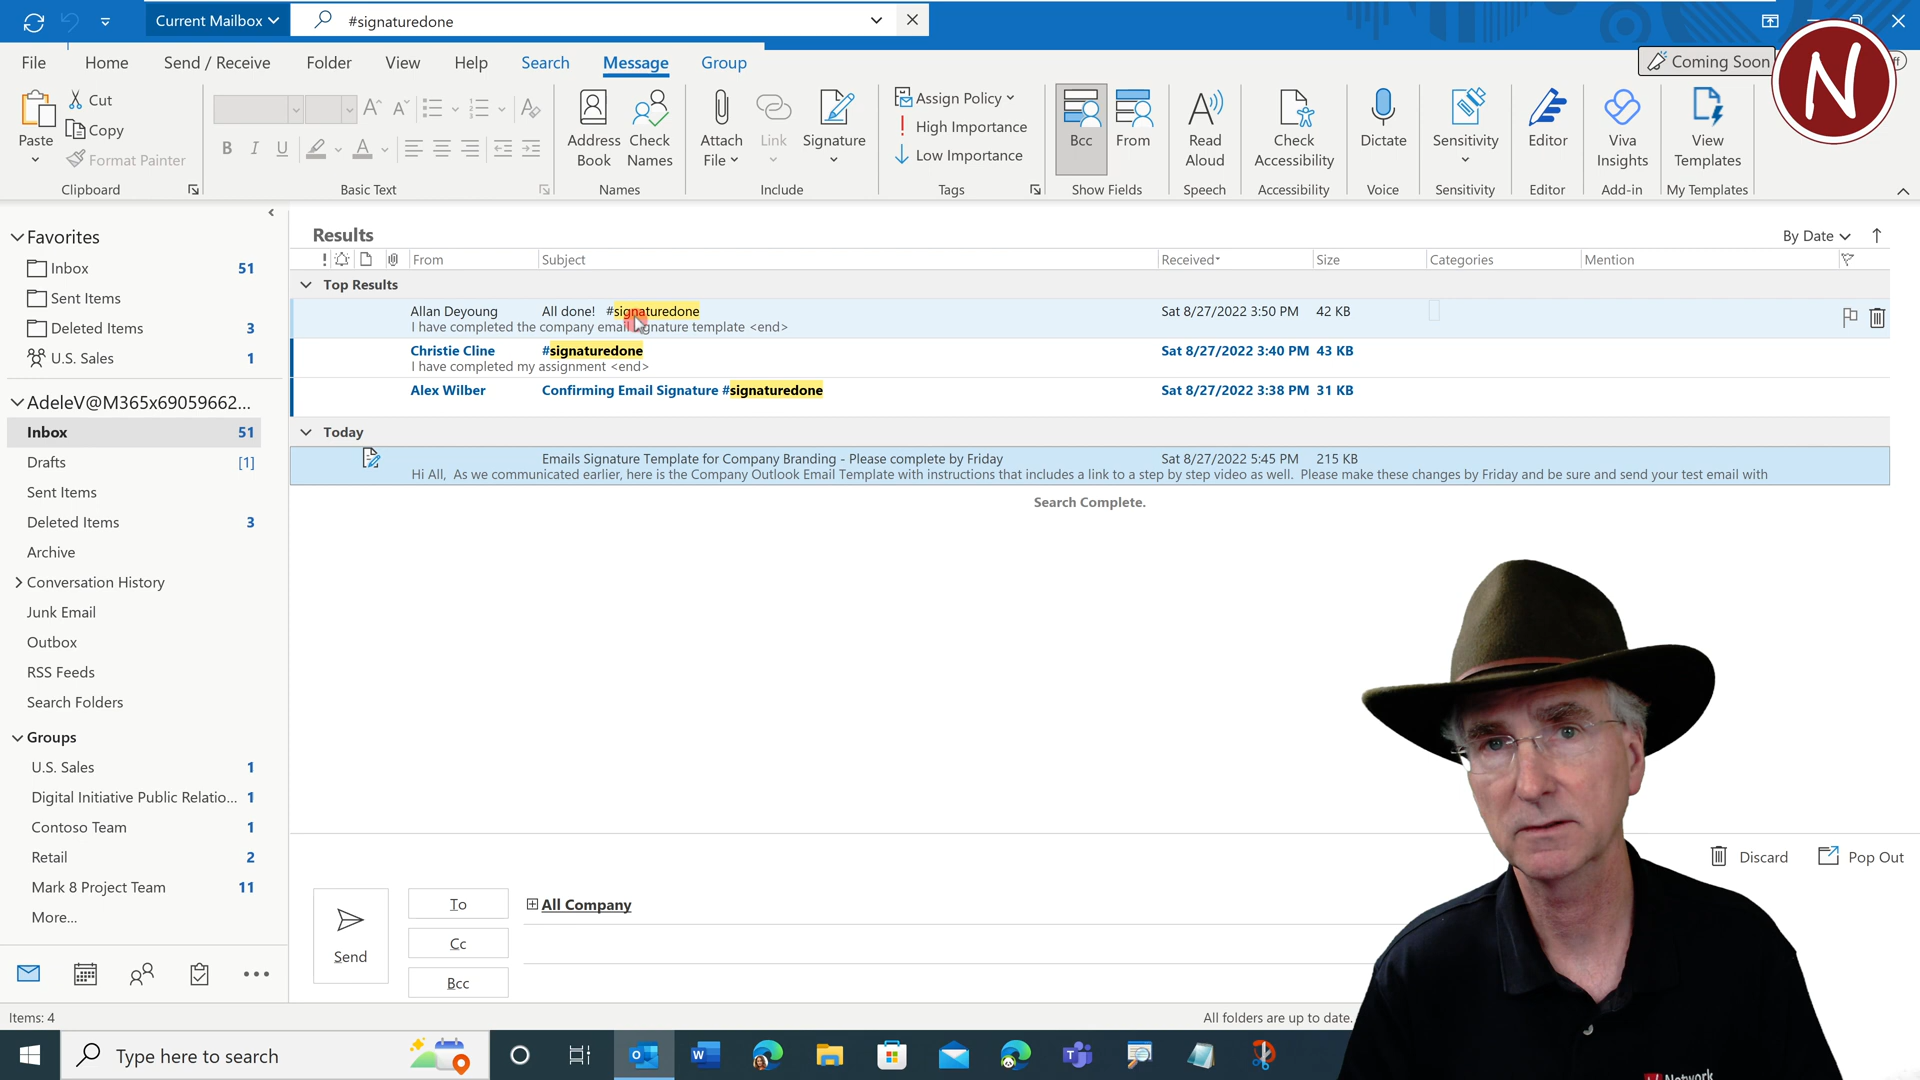 Current Mailbox
#signaturedone
File Home Send / Receive Folder View Help Search Message Group
Coming Soon
N
Paste
Cut
Copy
Format Painter
Clipboard
B I U A
Basic Text
Address Book
Check Names
Names
Attach File
Link
Signature
Include
Assign Policy
High Importance
Low Importance
Tags
Bcc
From
Show Fields
Read Aloud
Speech
Check Accessibility
Accessibility
Dictate
Voice
Sensitivity
Sensitivity
Editor
Editor
Viva Insights
Add-in
View Templates
My Templates
Favorites
Inbox 51
Sent Items
Deleted Items 3
U.S. Sales 1
AdeleV@M365x69059662...
Inbox 51
Drafts [1]
Sent Items
Deleted Items 3
Archive
Conversation History
Junk Email
Outbox
RSS Feeds
Search Folders
Groups
U.S. Sales 1
Digital Initiative Public Relatio... 1
Contoso Team 1
Retail 2
Mark 8 Project Team 11
More...
Results
By Date
! From Subject Received Size Categories Mention
Top Results
Allan Deyoung All done! #signaturedone Sat 8/27/2022 3:50 PM 42 KB
I have completed the company email signature template <end>
Christie Cline #signaturedone Sat 8/27/2022 3:40 PM 43 KB
I have completed my assignment <end>
Alex Wilber Confirming Email Signature #signaturedone Sat 8/27/2022 3:38 PM 31 KB
Today
Emails Signature Template for Company Branding - Please complete by Friday Sat 8/27/2022 5:45 PM 215 KB
Hi All, As we communicated earlier, here is the Company Outlook Email Template with instructions that includes a link to a step by step video as well. Please make these changes by Friday and be sure and send your test email with
Search Complete.
Discard
Pop Out
Send
To
All Company
Cc
Bcc
Items: 4
All folders are up to date.
Type here to search
Network